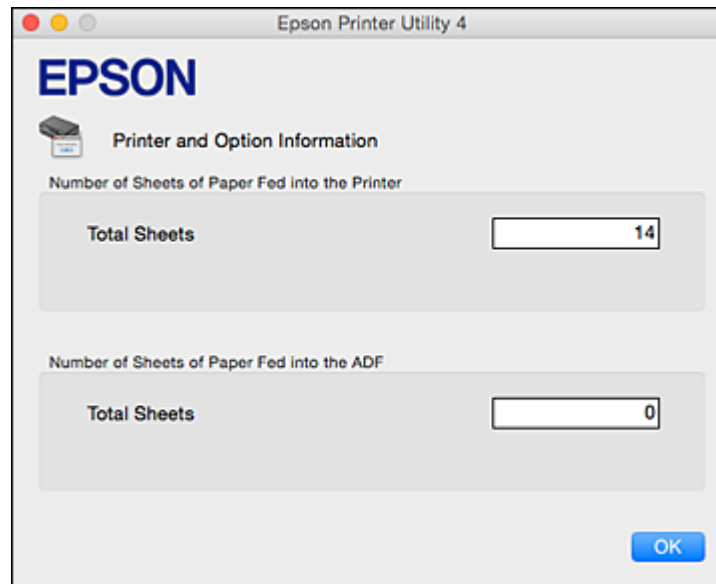 Epson Printer Utility 4
EPSON
Printer and Option Information
Number of Sheets of Paper Fed into the Printer
Total Sheets 14
Number of Sheets of Paper Fed into the ADF
Total Sheets 0
OK